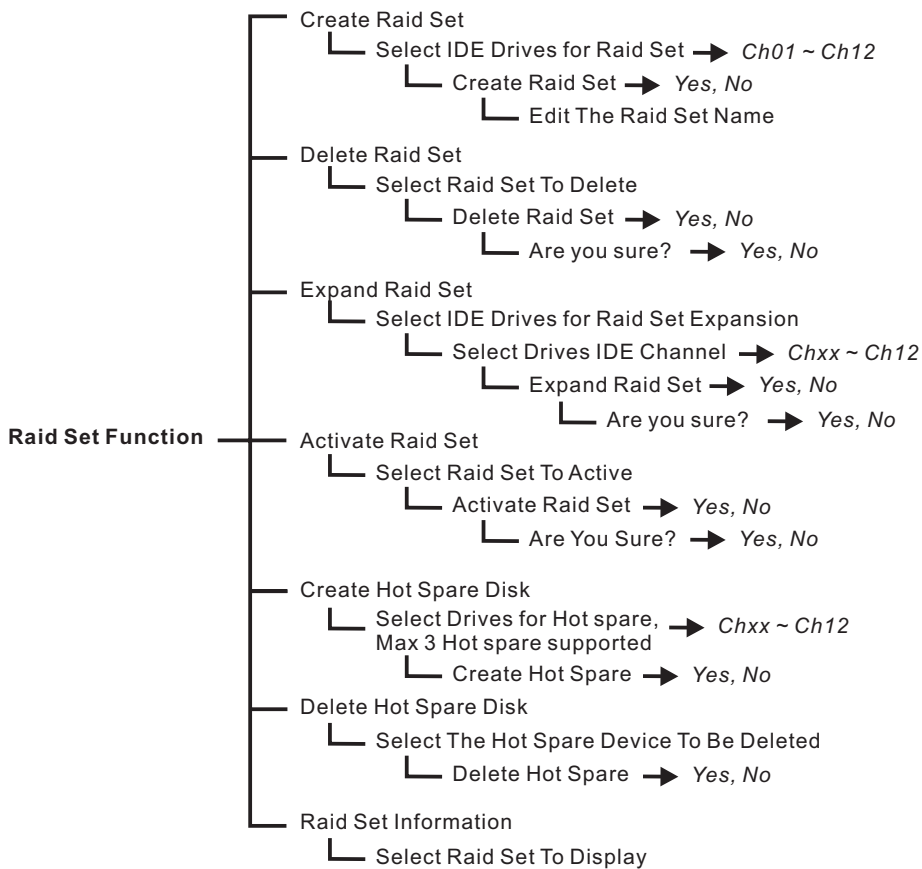 Create Raid Set
Select IDE Drives for Raid Set Ch01 ~ Ch12
Create Raid Set Yes, No
Edit The Raid Set Name
Delete Raid Set
Select Raid Set To Delete
Delete Raid Set Yes, No
Are you sure? Yes, No
Expand Raid Set
Select IDE Drives for Raid Set Expansion
Select Drives IDE Channel Chxx ~ Ch12
Expand Raid Set Yes, No
Are you sure? Yes, No
Raid Set Function
Activate Raid Set
Select Raid Set To Active
Activate Raid Set Yes, No
Are You Sure? Yes, No
Create Hot Spare Disk
Select Drives for Hot spare,
Max 3 Hot spare supported
Chxx ~ Ch12
Create Hot Spare Yes, No
Delete Hot Spare Disk
Select The Hot Spare Device To Be Deleted
Delete Hot Spare Yes, No
Raid Set Information
Select Raid Set To Display